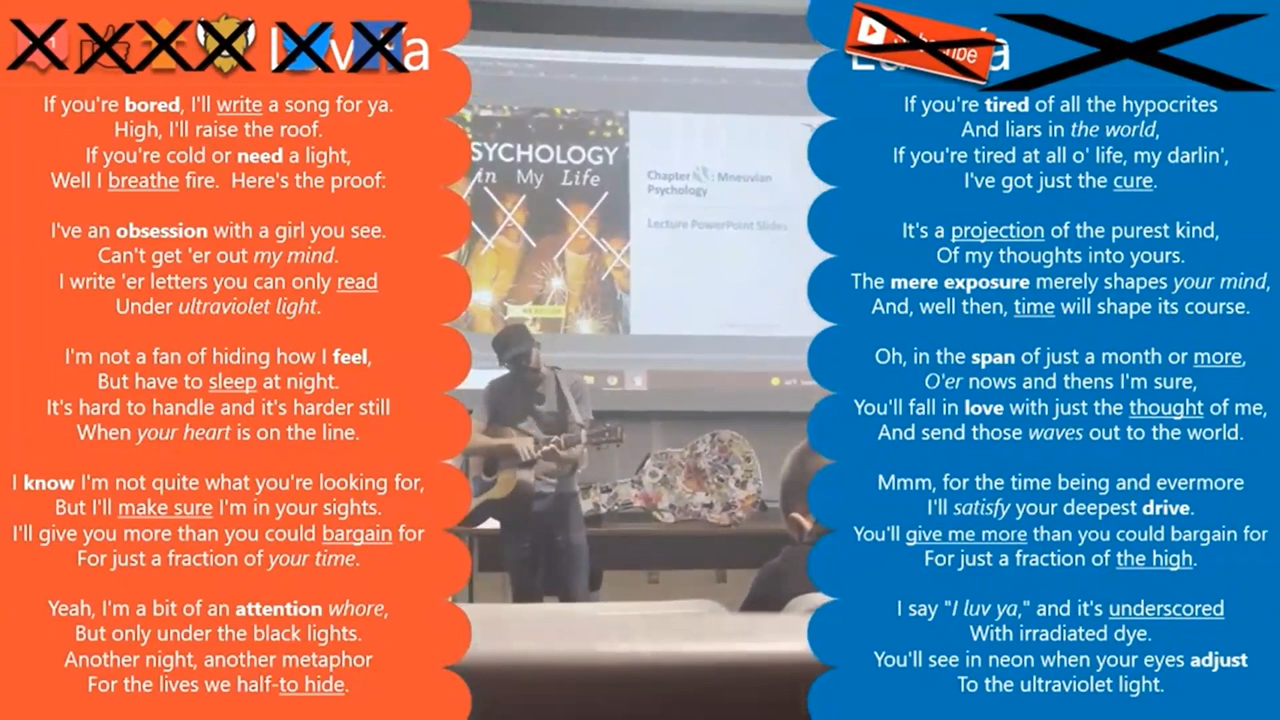 If you're bored, I'll write a song for ya.
High, I'll raise the roof.
If you're cold or need a light,
Well I breathe fire. Here's the proof:
I've an obsession with a girl you see.
Can't get 'er out my mind.
I write 'er letters you can only read
Under ultraviolet light.
I'm not a fan of hiding how I feel,
But have to sleep at night.
It's hard to handle and it's harder still
When your heart is on the line.
I know I'm not quite what you're looking for,
But I'll make sure I'm in your sights.
I'll give you more than you could bargain for
For just a fraction of your time.
Yeah, I'm a bit of an attention whore,
But only under the black lights.
Another night, another metaphor
For the lives we half-to hide.
SYCHOLOGY
in My Life
Chapter : Mneuvian
Psychology
Lecture PowerPoint Slides
If you're tired of all the hypocrites
And liars in the world,
If you're tired at all o' life, my darlin',
I've got just the cure.
It's a projection of the purest kind,
Of my thoughts into yours.
The mere exposure merely shapes your mind,
And, well then, time will shape its course.
Oh, in the span of just a month or more,
O'er nows and thens I'm sure,
You'll fall in love with just the thought of me,
And send those waves out to the world.
Mmm, for the time being and evermore
I'll satisfy your deepest drive.
You'll give me more than you could bargain for
For just a fraction of the high.
I say "I luv ya," and it's underscored
With irradiated dye.
You'll see in neon when your eyes adjust
To the ultraviolet light.